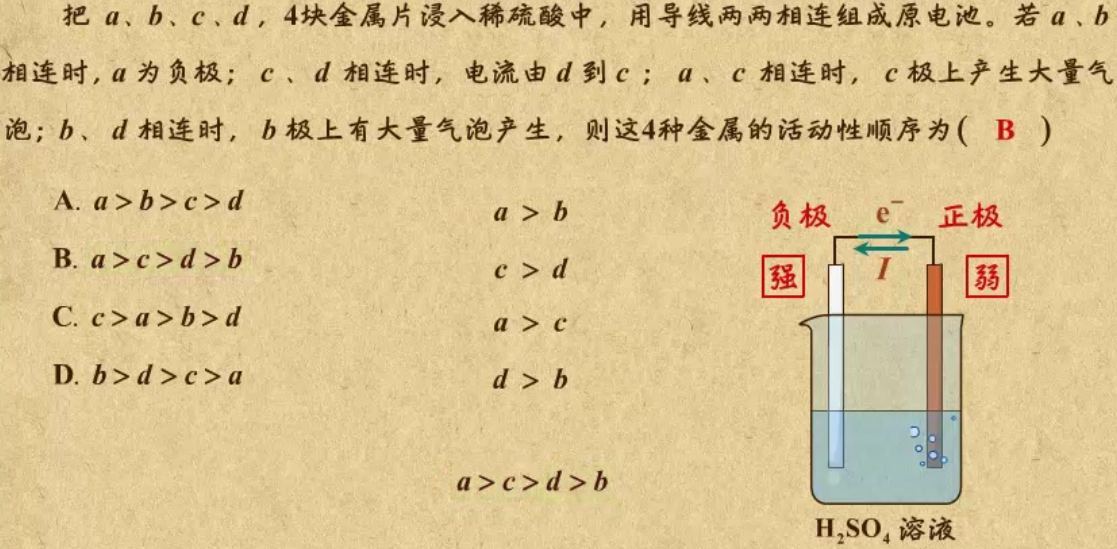 把 a、b、c、d，4块金属片浸入稀硫酸中，用导线两两相连组成原电池。若 a、b
相连时，a 为负极；c、d 相连时，电流由 d 到 c；a、c 相连时，c 极上产生大量气
泡；b、d 相连时，b 极上有大量气泡产生，则这4种金属的活动性顺序为( B )
A. a > b > c > d
B. a > c > d > b
C. c > a > b > d
D. b > d > c > a
a > b
c > d
a > c
d > b
a > c > d > b
负极 e⁻ 正极
强 I 弱
H₂SO₄ 溶液